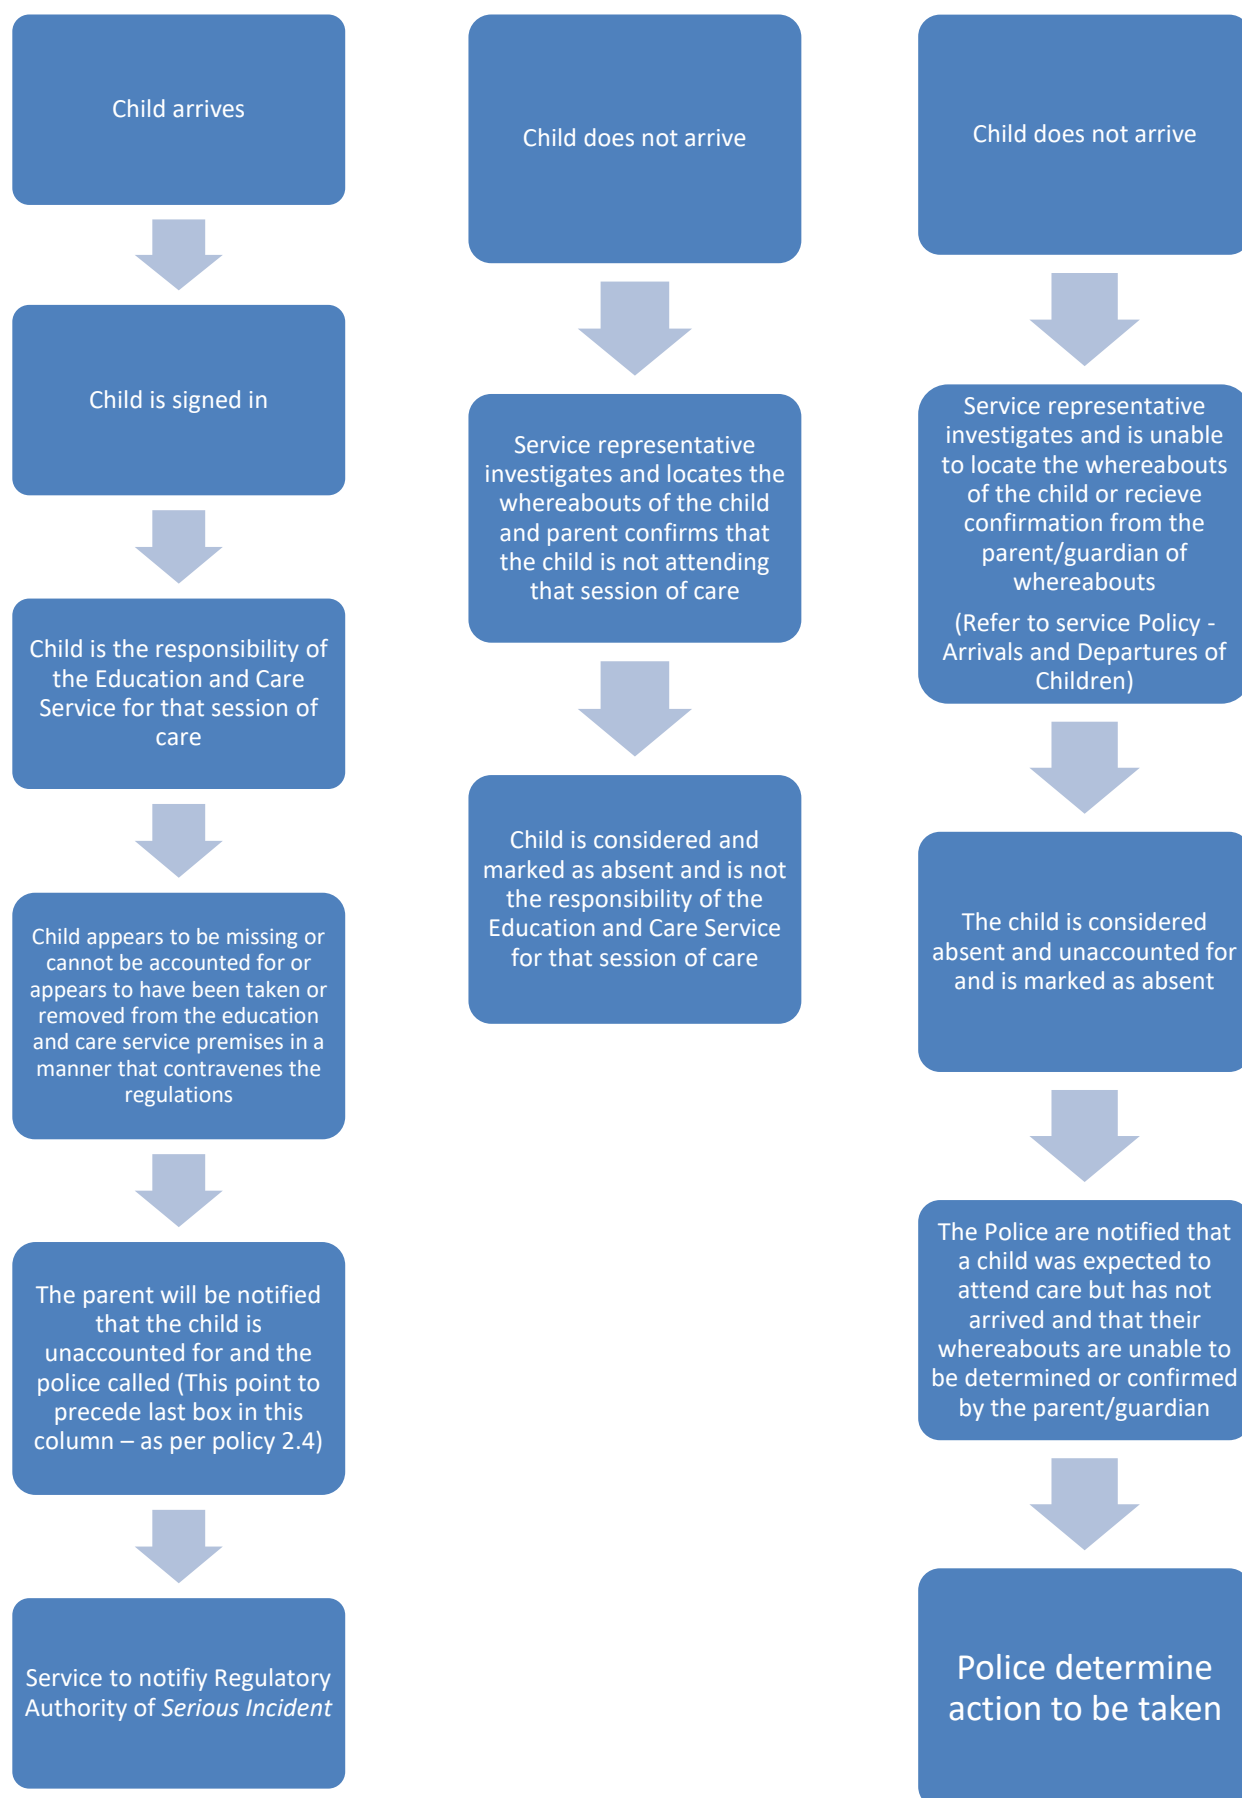 Child arrives
Child is signed in
Child is the responsibility of
the Education and Care
Service for that session of
care
Child appears to be missing or
cannot be accounted for or
appears to have been taken or
removed from the education
and care service premises in a
manner that contravenes the
regulations
The parent will be notified
that the child is
unaccounted for and the
police called (This point to
precede last box in this
column – as per policy 2.4)
Service to notifiy Regulatory
Authority of Serious Incident
Child does not arrive
Service representative
investigates and locates the
whereabouts of the child
and parent confirms that
the child is not attending
that session of care
Child is considered and
marked as absent and is not
the responsibility of the
Education and Care Service
for that session of care
Child does not arrive
Service representative
investigates and is unable
to locate the whereabouts
of the child or recieve
confirmation from the
parent/guardian of
whereabouts
(Refer to service Policy -
Arrivals and Departures of
Children)
The child is considered
absent and unaccounted for
and is marked as absent
The Police are notified that
a child was expected to
attend care but has not
arrived and that their
whereabouts are unable to
be determined or confirmed
by the parent/guardian
Police determine
action to be taken